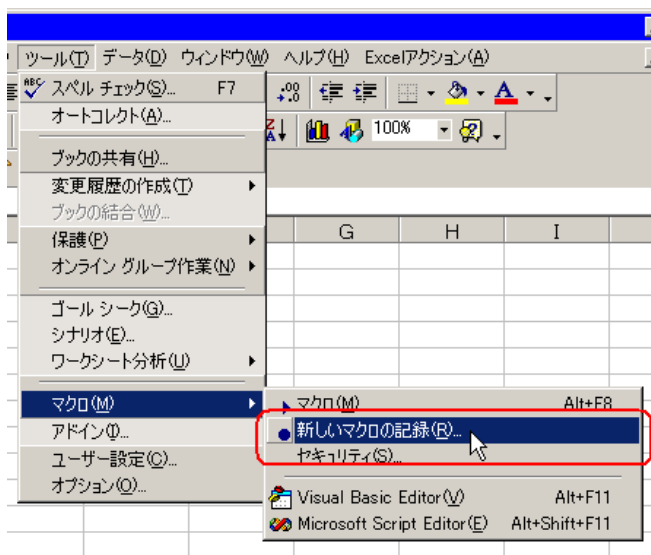 ツール(T) データ(D) ウィンドウ(W) ヘルプ(H) Excelアクション(A)
ABC スペル チェック(S)... F7
オートコレクト(A)...
100%
ブックの共有(H)...
変更履歴の作成(T)
ブックの結合(W)...
保護(P)
G H I
オンライン グループ作業(N)
ゴール シーク(G)...
シナリオ(E)...
ワークシート分析(U)
マクロ(M)
マクロ(M) Alt+F8
アドイン(I)...
新しいマクロの記録(R)...
ユーザー設定(C)...
セキュリティ(S)...
オプション(O)...
Visual Basic Editor(V) Alt+F11
Microsoft Script Editor(E) Alt+Shift+F11